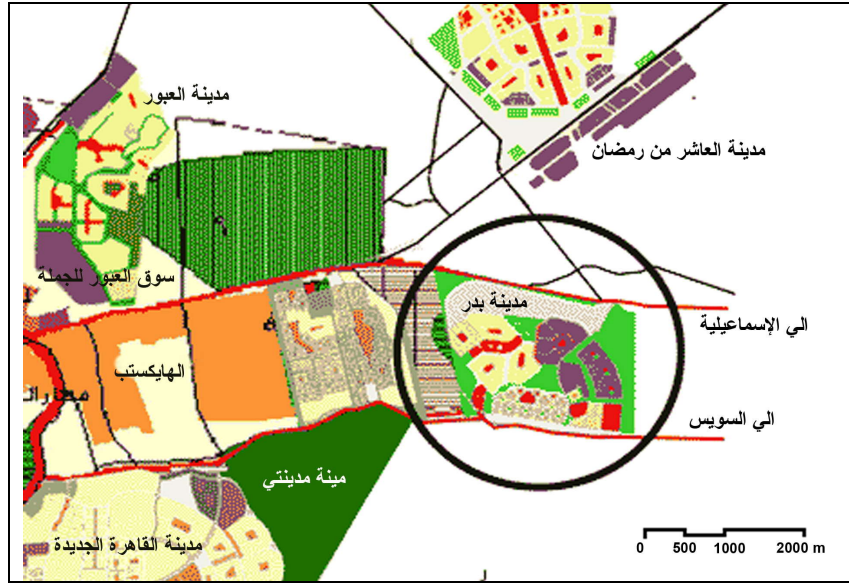 مدينة العبور
مدينة العاشر من رمضان
سوق العبور للجملة
مدينة بدر
الي الإسماعيلية
الهايكستب
الي السويس
مينة مدينتي
مدينة القاهرة الجديدة
0 500 1000 2000 m